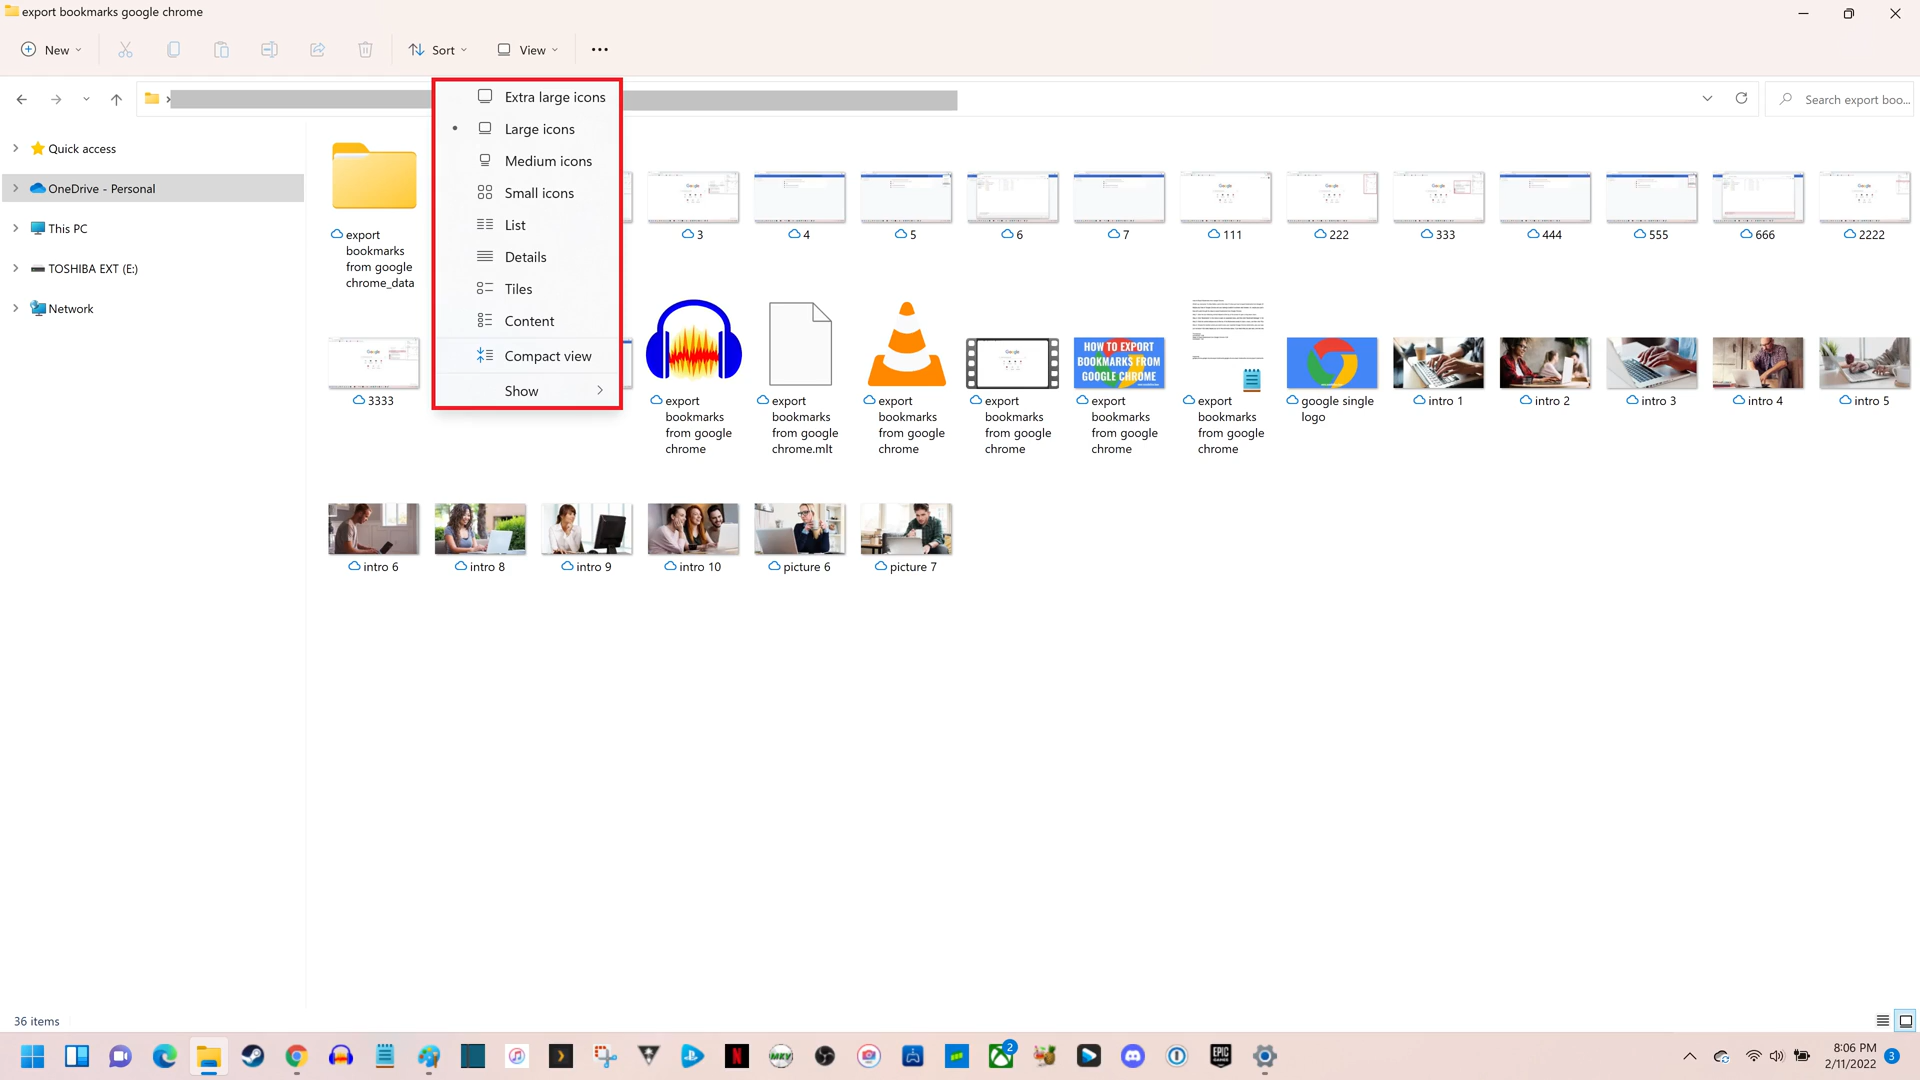 export bookmarks google chrome
New
Sort
View
Search export boo...
Extra large icons
Large icons
Medium icons
Small icons
List
Details
Tiles
Content
Compact view
Show
Quick access
OneDrive - Personal
This PC
TOSHIBA EXT (E:)
Network
export
bookmarks
from google
chrome_data
3
4
5
6
7
111
222
333
444
555
666
2222
3333
export
bookmarks
from google
chrome
export
bookmarks
from google
chrome.mlt
export
bookmarks
from google
chrome
export
bookmarks
from google
chrome
HOW TO EXPORT
BOOKMARKS FROM
GOOGLE CHROME
export
bookmarks
from google
chrome
export
bookmarks
from google
chrome
google single
logo
intro 1
intro 2
intro 3
intro 4
intro 5
intro 6
intro 8
intro 9
intro 10
picture 6
picture 7
36 items
MKV
2
EPIC
GAMES
8:06 PM
2/11/2022
3